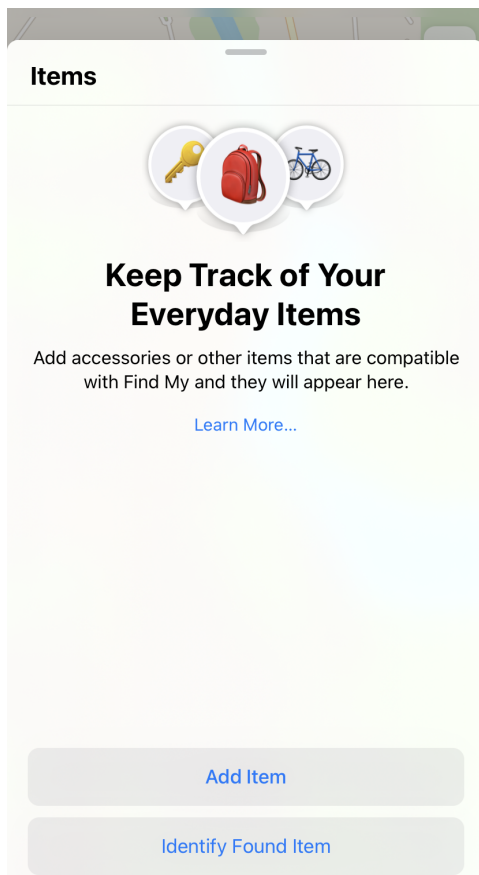 Items
Keep Track of Your
Everyday Items
Add accessories or other items that are compatible
with Find My and they will appear here.
Learn More...
Add Item
Identify Found Item